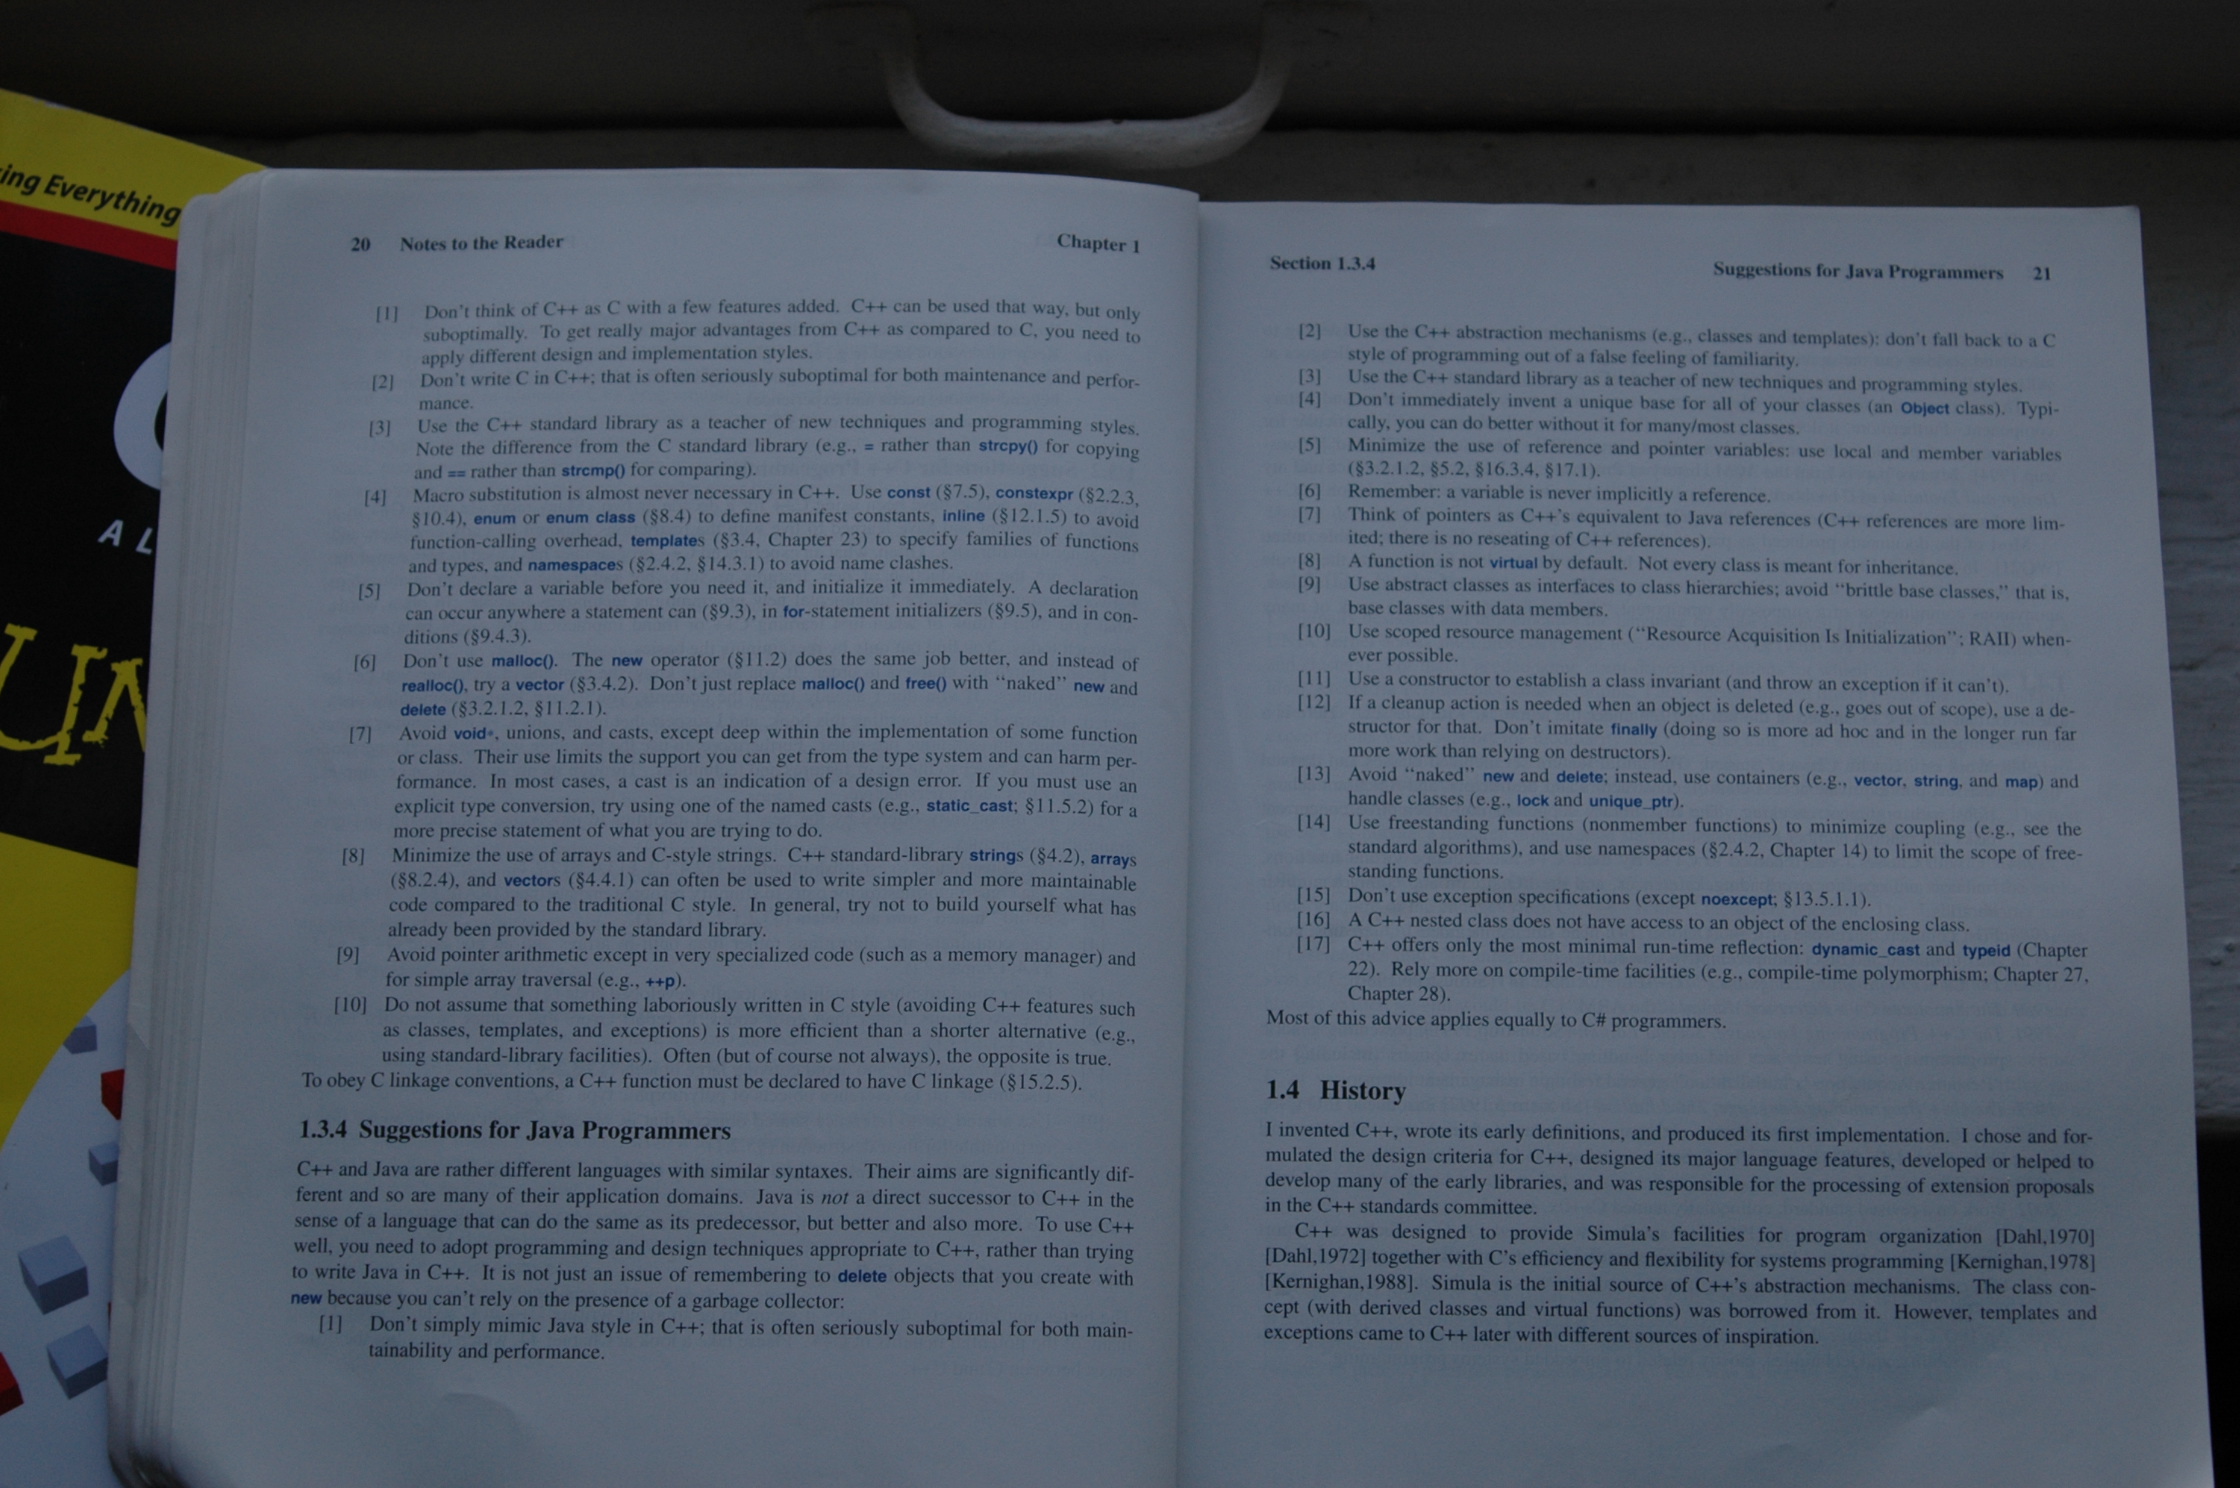 ing Everything
A L
UN
20 Notes to the Reader Chapter 1
[1] Don't think of C++ as C with a few features added. C++ can be used that way, but only
suboptimally. To get really major advantages from C++ as compared to C, you need to
apply different design and implementation styles.
[2] Don't write C in C++; that is often seriously suboptimal for both maintenance and perfor-
mance.
[3] Use the C++ standard library as a teacher of new techniques and programming styles.
Note the difference from the C standard library (e.g., = rather than strcpy() for copying
and == rather than strcmp() for comparing).
[4] Macro substitution is almost never necessary in C++. Use const (§7.5), constexpr (§2.2.3,
§10.4), enum or enum class (§8.4) to define manifest constants, inline (§12.1.5) to avoid
function-calling overhead, templates (§3.4, Chapter 23) to specify families of functions
and types, and namespaces (§2.4.2, §14.3.1) to avoid name clashes.
[5] Don't declare a variable before you need it, and initialize it immediately. A declaration
can occur anywhere a statement can (§9.3), in for-statement initializers (§9.5), and in con-
ditions (§9.4.3).
[6] Don't use malloc(). The new operator (§11.2) does the same job better, and instead of
realloc(), try a vector (§3.4.2). Don't just replace malloc() and free() with "naked" new and
delete (§3.2.1.2, §11.2.1).
[7] Avoid void*, unions, and casts, except deep within the implementation of some function
or class. Their use limits the support you can get from the type system and can harm per-
formance. In most cases, a cast is an indication of a design error. If you must use an
explicit type conversion, try using one of the named casts (e.g., static_cast; §11.5.2) for a
more precise statement of what you are trying to do.
[8] Minimize the use of arrays and C-style strings. C++ standard-library strings (§4.2), arrays
(§8.2.4), and vectors (§4.4.1) can often be used to write simpler and more maintainable
code compared to the traditional C style. In general, try not to build yourself what has
already been provided by the standard library.
[9] Avoid pointer arithmetic except in very specialized code (such as a memory manager) and
for simple array traversal (e.g., ++p).
[10] Do not assume that something laboriously written in C style (avoiding C++ features such
as classes, templates, and exceptions) is more efficient than a shorter alternative (e.g.,
using standard-library facilities). Often (but of course not always), the opposite is true.
To obey C linkage conventions, a C++ function must be declared to have C linkage (§15.2.5).
1.3.4 Suggestions for Java Programmers
C++ and Java are rather different languages with similar syntaxes. Their aims are significantly dif-
ferent and so are many of their application domains. Java is not a direct successor to C++ in the
sense of a language that can do the same as its predecessor, but better and also more. To use C++
well, you need to adopt programming and design techniques appropriate to C++, rather than trying
to write Java in C++. It is not just an issue of remembering to delete objects that you create with
new because you can't rely on the presence of a garbage collector:
[1] Don't simply mimic Java style in C++; that is often seriously suboptimal for both main-
tainability and performance.
Section 1.3.4 Suggestions for Java Programmers 21
[2] Use the C++ abstraction mechanisms (e.g., classes and templates): don't fall back to a C
style of programming out of a false feeling of familiarity.
[3] Use the C++ standard library as a teacher of new techniques and programming styles.
[4] Don't immediately invent a unique base for all of your classes (an Object class). Typi-
cally, you can do better without it for many/most classes.
[5] Minimize the use of reference and pointer variables: use local and member variables
(§3.2.1.2, §5.2, §16.3.4, §17.1).
[6] Remember: a variable is never implicitly a reference.
[7] Think of pointers as C++'s equivalent to Java references (C++ references are more lim-
ited; there is no reseating of C++ references).
[8] A function is not virtual by default. Not every class is meant for inheritance.
[9] Use abstract classes as interfaces to class hierarchies; avoid "brittle base classes," that is,
base classes with data members.
[10] Use scoped resource management ("Resource Acquisition Is Initialization"; RAII) when-
ever possible.
[11] Use a constructor to establish a class invariant (and throw an exception if it can't).
[12] If a cleanup action is needed when an object is deleted (e.g., goes out of scope), use a de-
structor for that. Don't imitate finally (doing so is more ad hoc and in the longer run far
more work than relying on destructors).
[13] Avoid "naked" new and delete; instead, use containers (e.g., vector, string, and map) and
handle classes (e.g., lock and unique_ptr).
[14] Use freestanding functions (nonmember functions) to minimize coupling (e.g., see the
standard algorithms), and use namespaces (§2.4.2, Chapter 14) to limit the scope of free-
standing functions.
[15] Don't use exception specifications (except noexcept; §13.5.1.1).
[16] A C++ nested class does not have access to an object of the enclosing class.
[17] C++ offers only the most minimal run-time reflection: dynamic_cast and typeid (Chapter
22). Rely more on compile-time facilities (e.g., compile-time polymorphism; Chapter 27,
Chapter 28).
Most of this advice applies equally to C# programmers.
1.4 History
I invented C++, wrote its early definitions, and produced its first implementation. I chose and for-
mulated the design criteria for C++, designed its major language features, developed or helped to
develop many of the early libraries, and was responsible for the processing of extension proposals
in the C++ standards committee.
C++ was designed to provide Simula's facilities for program organization [Dahl,1970]
[Dahl,1972] together with C's efficiency and flexibility for systems programming [Kernighan,1978]
[Kernighan,1988]. Simula is the initial source of C++'s abstraction mechanisms. The class con-
cept (with derived classes and virtual functions) was borrowed from it. However, templates and
exceptions came to C++ later with different sources of inspiration.